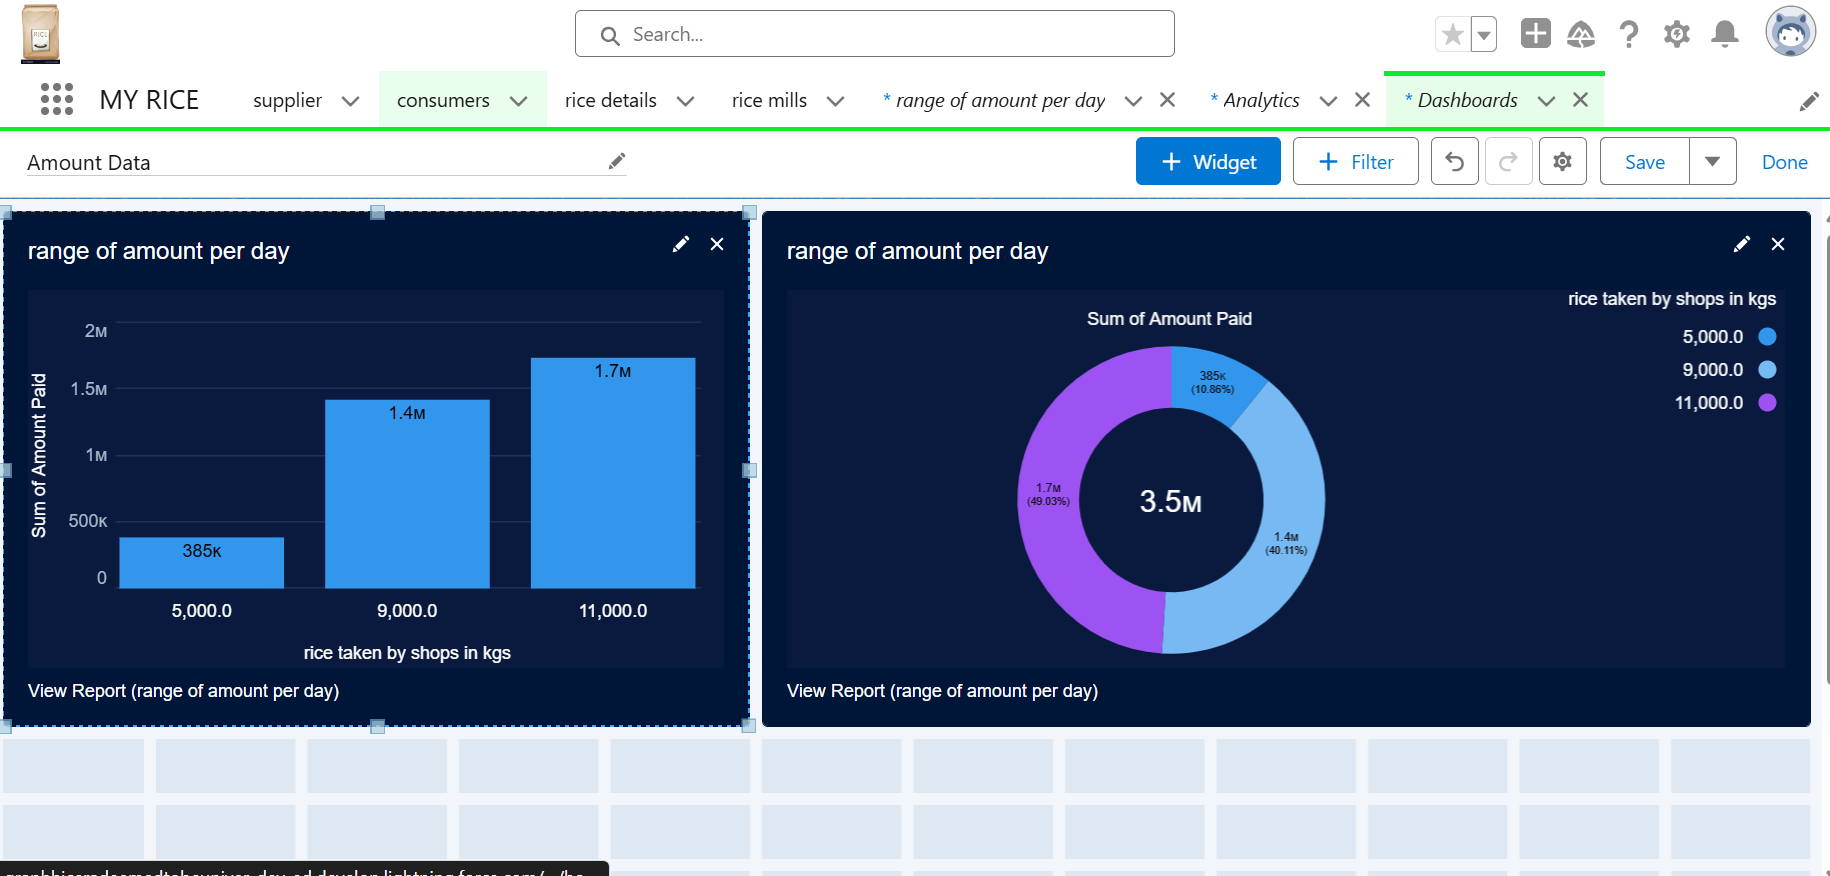 RICE
Search...
MY RICE
supplier
consumers
rice details
rice mills
* range of amount per day
* Analytics
* Dashboards
Amount Data
Widget
Filter
Save
Done
range of amount per day
Sum of Amount Paid
2M
1.5M
1M
500K
0
385K
1.4M
1.7M
5,000.0
9,000.0
11,000.0
rice taken by shops in kgs
View Report (range of amount per day)
range of amount per day
rice taken by shops in kgs
5,000.0
9,000.0
11,000.0
Sum of Amount Paid
385K
(10.86%)
1.7M
(49.03%)
3.5M
1.4M
(40.11%)
View Report (range of amount per day)